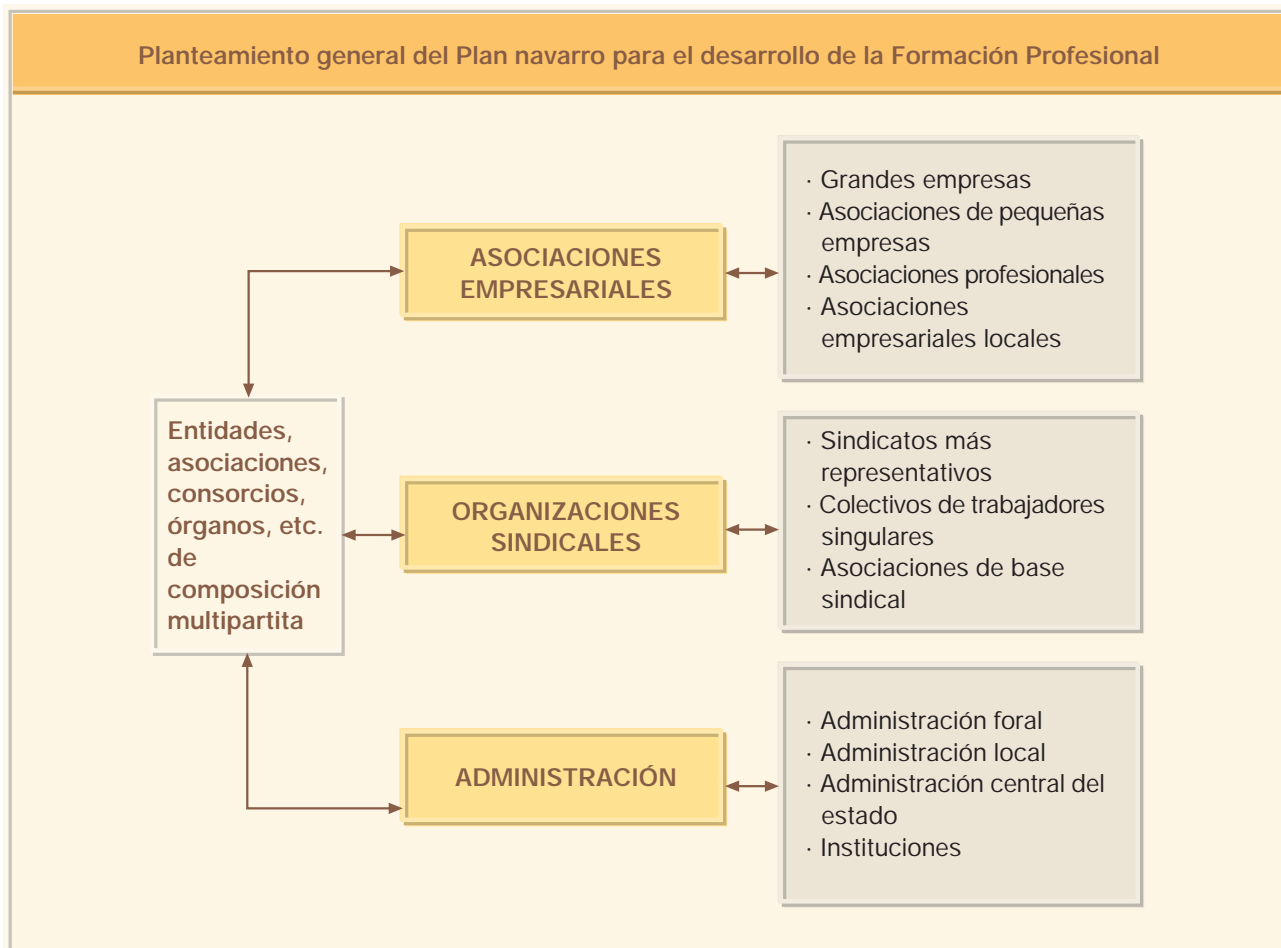 Planteamiento general del Plan navarro para el desarrollo de la Formación Profesional
Entidades,
asociaciones,
consorcios,
órganos, etc.
de
composición
multipartita
ASOCIACIONES
EMPRESARIALES
· Grandes empresas
· Asociaciones de pequeñas
empresas
· Asociaciones profesionales
· Asociaciones
empresariales locales
ORGANIZACIONES
SINDICALES
· Sindicatos más
representativos
· Colectivos de trabajadores
singulares
· Asociaciones de base
sindical
ADMINISTRACIÓN
· Administración foral
· Administración local
· Administración central del
estado
· Instituciones